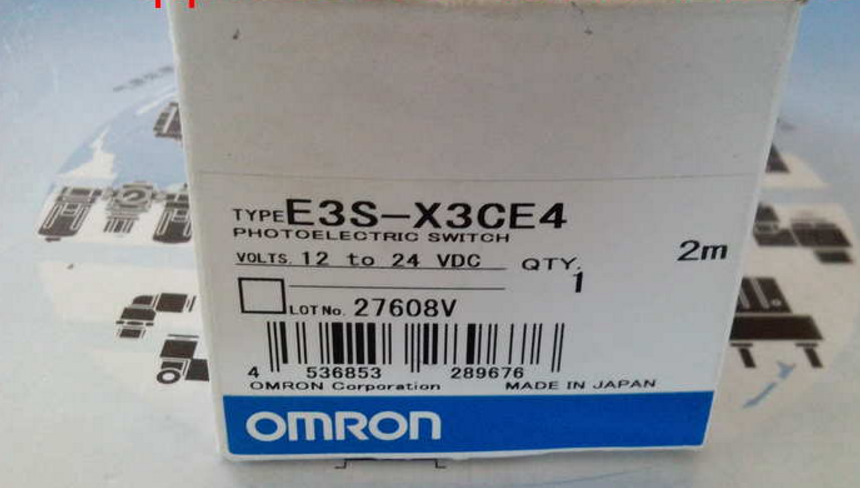 TYPE E3S-X3CE4
PHOTOELECTRIC SWITCH
VOLTS. 12 to 24 VDC QTY. 1 2m
LOT No. 27608V
4 536853 289676
OMRON Corporation MADE IN JAPAN
OMRON